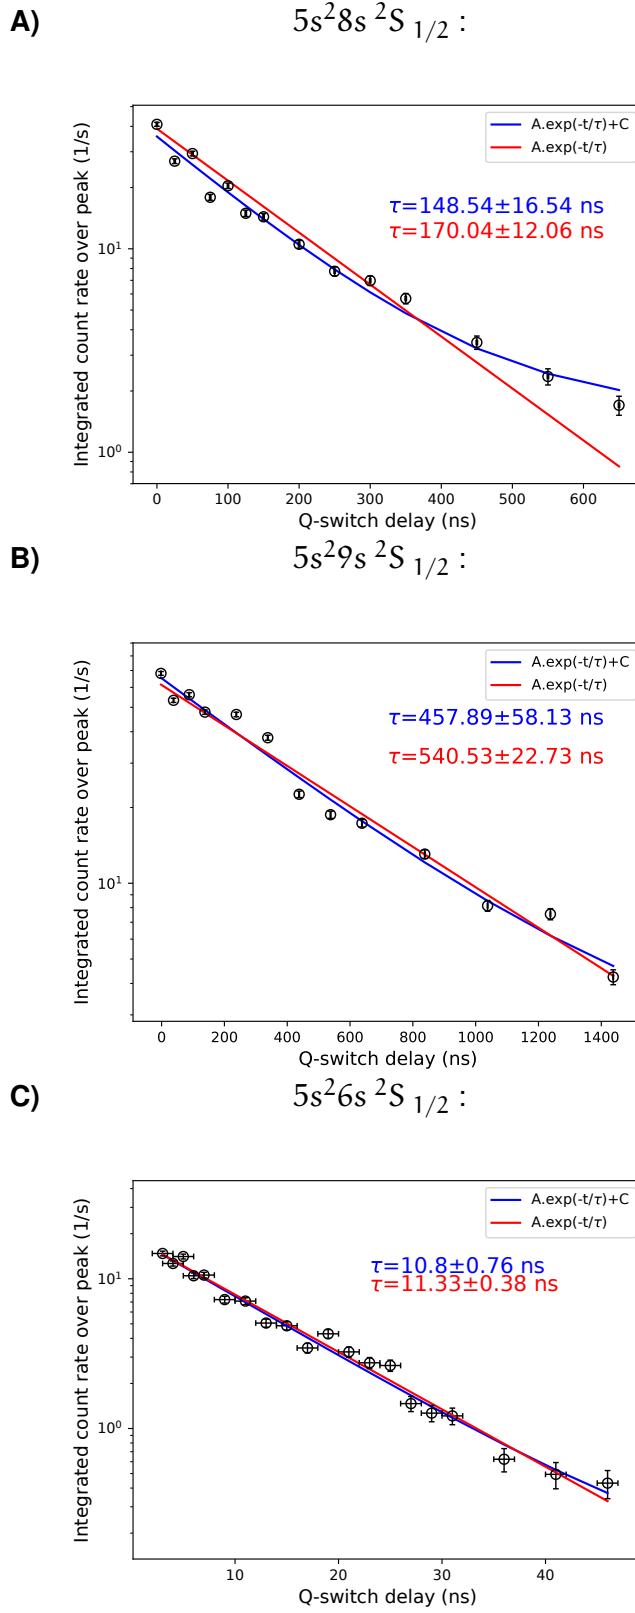 A)
5s²8s ²S 1/2 :
Integrated count rate over peak (1/s)
A.exp(-t/τ)+C
A.exp(-t/τ)
τ=148.54±16.54 ns
τ=170.04±12.06 ns
10¹
10⁰
0 100 200 300 400 500 600
Q-switch delay (ns)
B)
5s²9s ²S 1/2 :
Integrated count rate over peak (1/s)
A.exp(-t/τ)+C
A.exp(-t/τ)
τ=457.89±58.13 ns
τ=540.53±22.73 ns
10¹
0 200 400 600 800 1000 1200 1400
Q-switch delay (ns)
C)
5s²6s ²S 1/2 :
Integrated count rate over peak (1/s)
A.exp(-t/τ)+C
A.exp(-t/τ)
τ=10.8±0.76 ns
τ=11.33±0.38 ns
10¹
10⁰
10 20 30 40
Q-switch delay (ns)